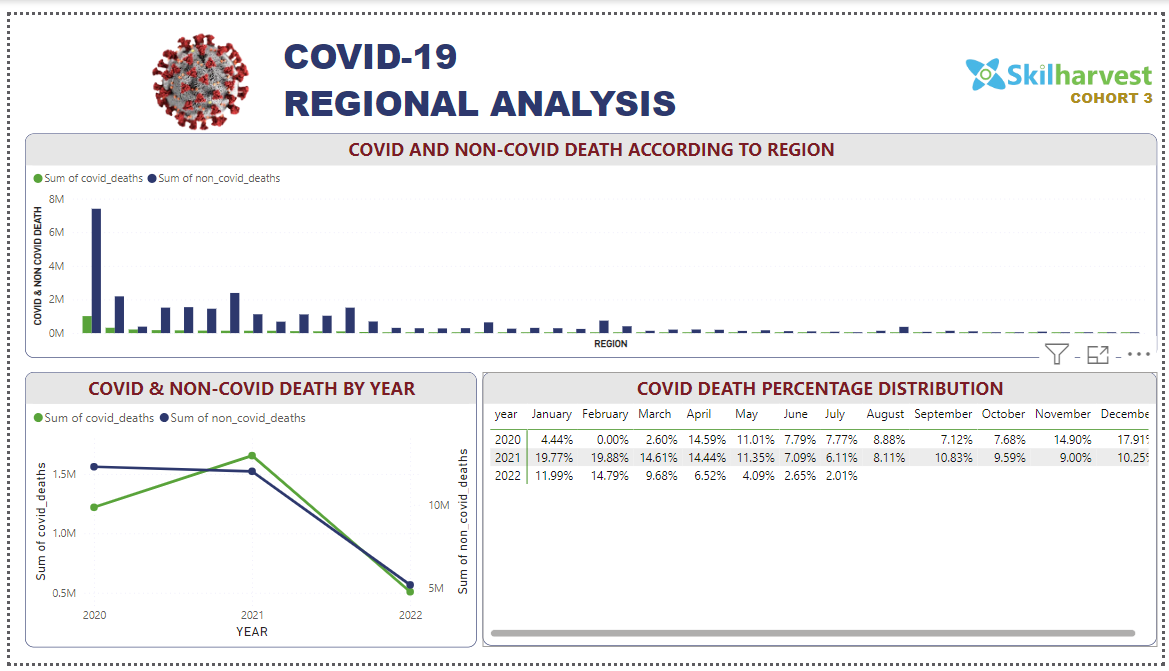 COVID-19
REGIONAL ANALYSIS
Skilharvest
COHORT 3
COVID AND NON-COVID DEATH ACCORDING TO REGION
Sum of covid_deaths Sum of non_covid_deaths
COVID & NON COVID DEATH
8M
6M
4M
2M
0M
REGION
COVID & NON-COVID DEATH BY YEAR
Sum of covid_deaths Sum of non_covid_deaths
Sum of covid_deaths
1.5M
1.0M
0.5M
10M
5M
Sum of non_covid_deaths
2020 2021 2022
YEAR
COVID DEATH PERCENTAGE DISTRIBUTION
year January February March April May June July August September October November Decembe
2020 4.44% 0.00% 2.60% 14.59% 11.01% 7.79% 7.77% 8.88% 7.12% 7.68% 14.90% 17.91%
2021 19.77% 19.88% 14.61% 14.44% 11.35% 7.09% 6.11% 8.11% 10.83% 9.59% 9.00% 10.25%
2022 11.99% 14.79% 9.68% 6.52% 4.09% 2.65% 2.01%